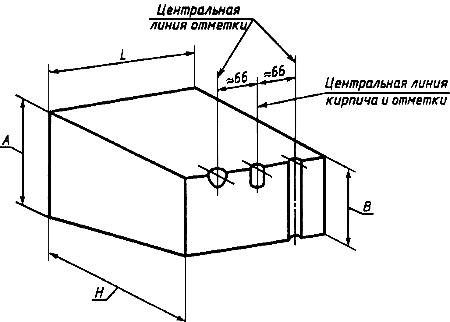 Центральная
линия отметки
L
≈66
≈66
Центральная линия
кирпича и отметки
A
B
H